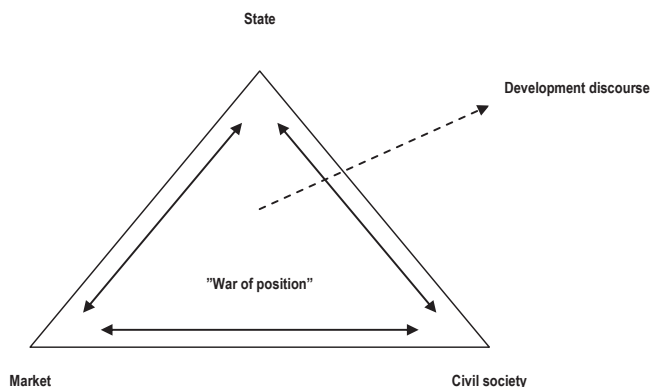 State
Development discourse
”War of position”
Market
Civil society